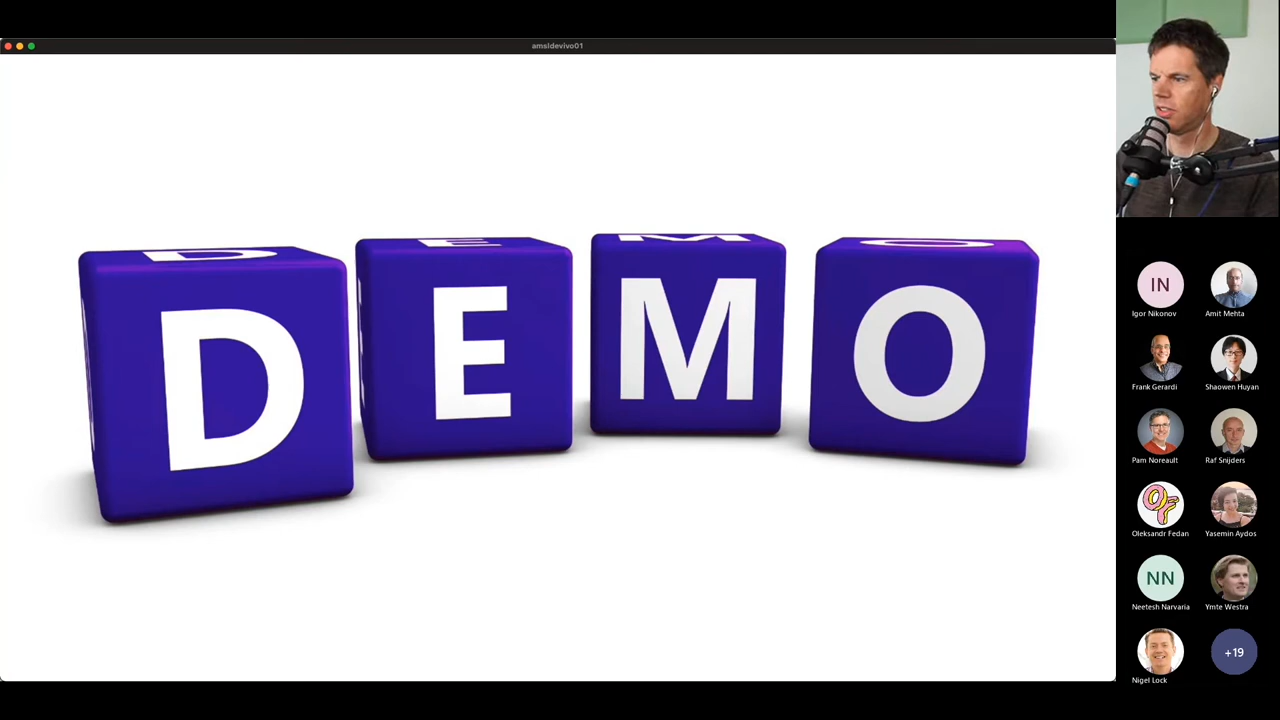 amsldevivo01
D E M O
D E M O
IN
Igor Nikonov
Amit Mehta
Frank Gerardi
Shaowen Huyan
Pam Noreault
Raf Snijders
OF
Oleksandr Fedan
Yasemin Aydos
NN
Neetesh Narvaria
Ymte Westra
Nigel Lock
+19